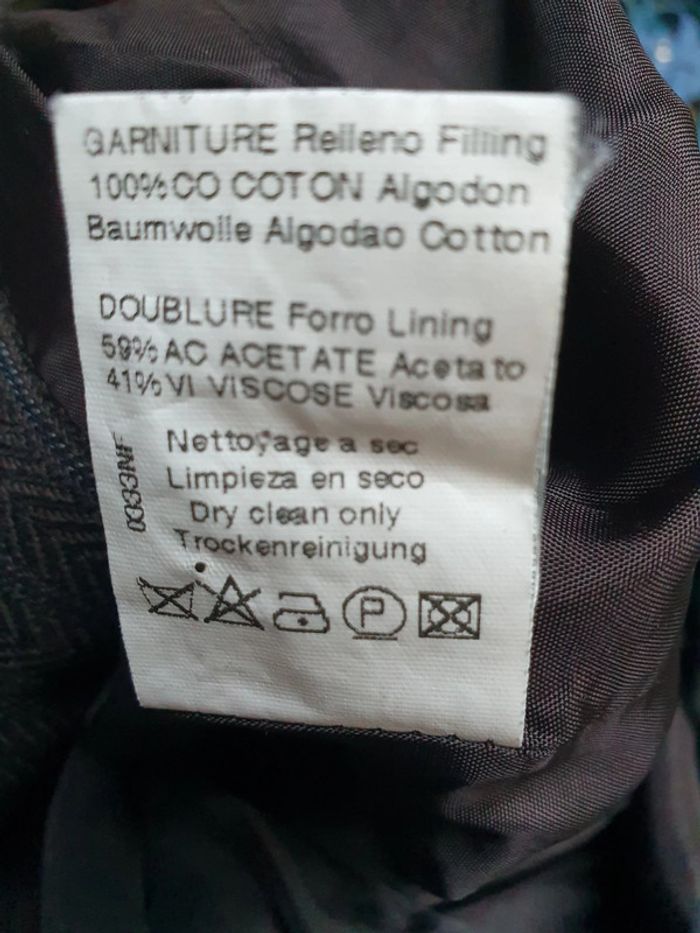 GARNITURE Relleno Filling
100% CO COTON Algodon
Baumwolle Algodao Cotton
DOUBLURE Forro Lining
59% AC ACETATE Acetato
41% VI VISCOSE Viscosa
Nettoyage a sec
Limpieza en seco
Dry clean only
Trockenreinigung
0333NF
P